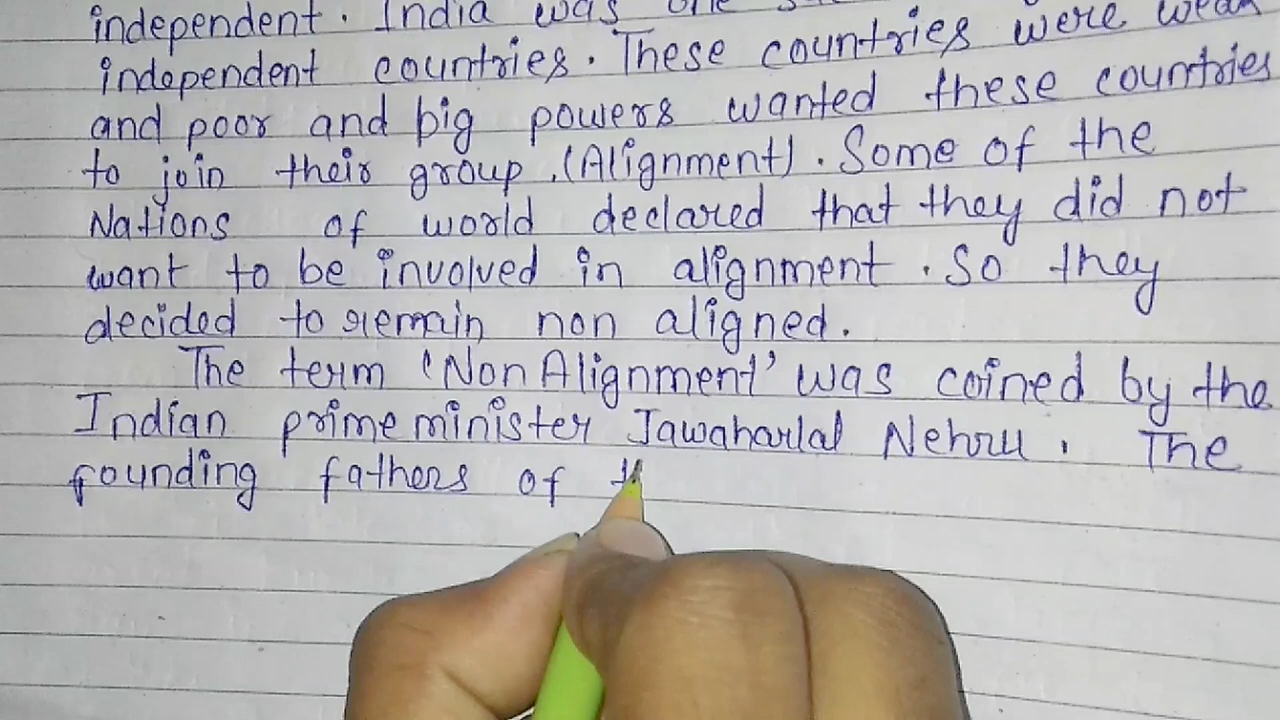 independent. India was one
independent countries. These countries were weak
and poor and big powers wanted these countries
to join their group .(Alignment). Some of the
Nations of world declared that they did not
want to be involved in alignment. So they
decided to remain non aligned.
The term 'Non Alignment' was coined by the
Indian prime minister Jawaharlal Nehru. The
founding fathers of t